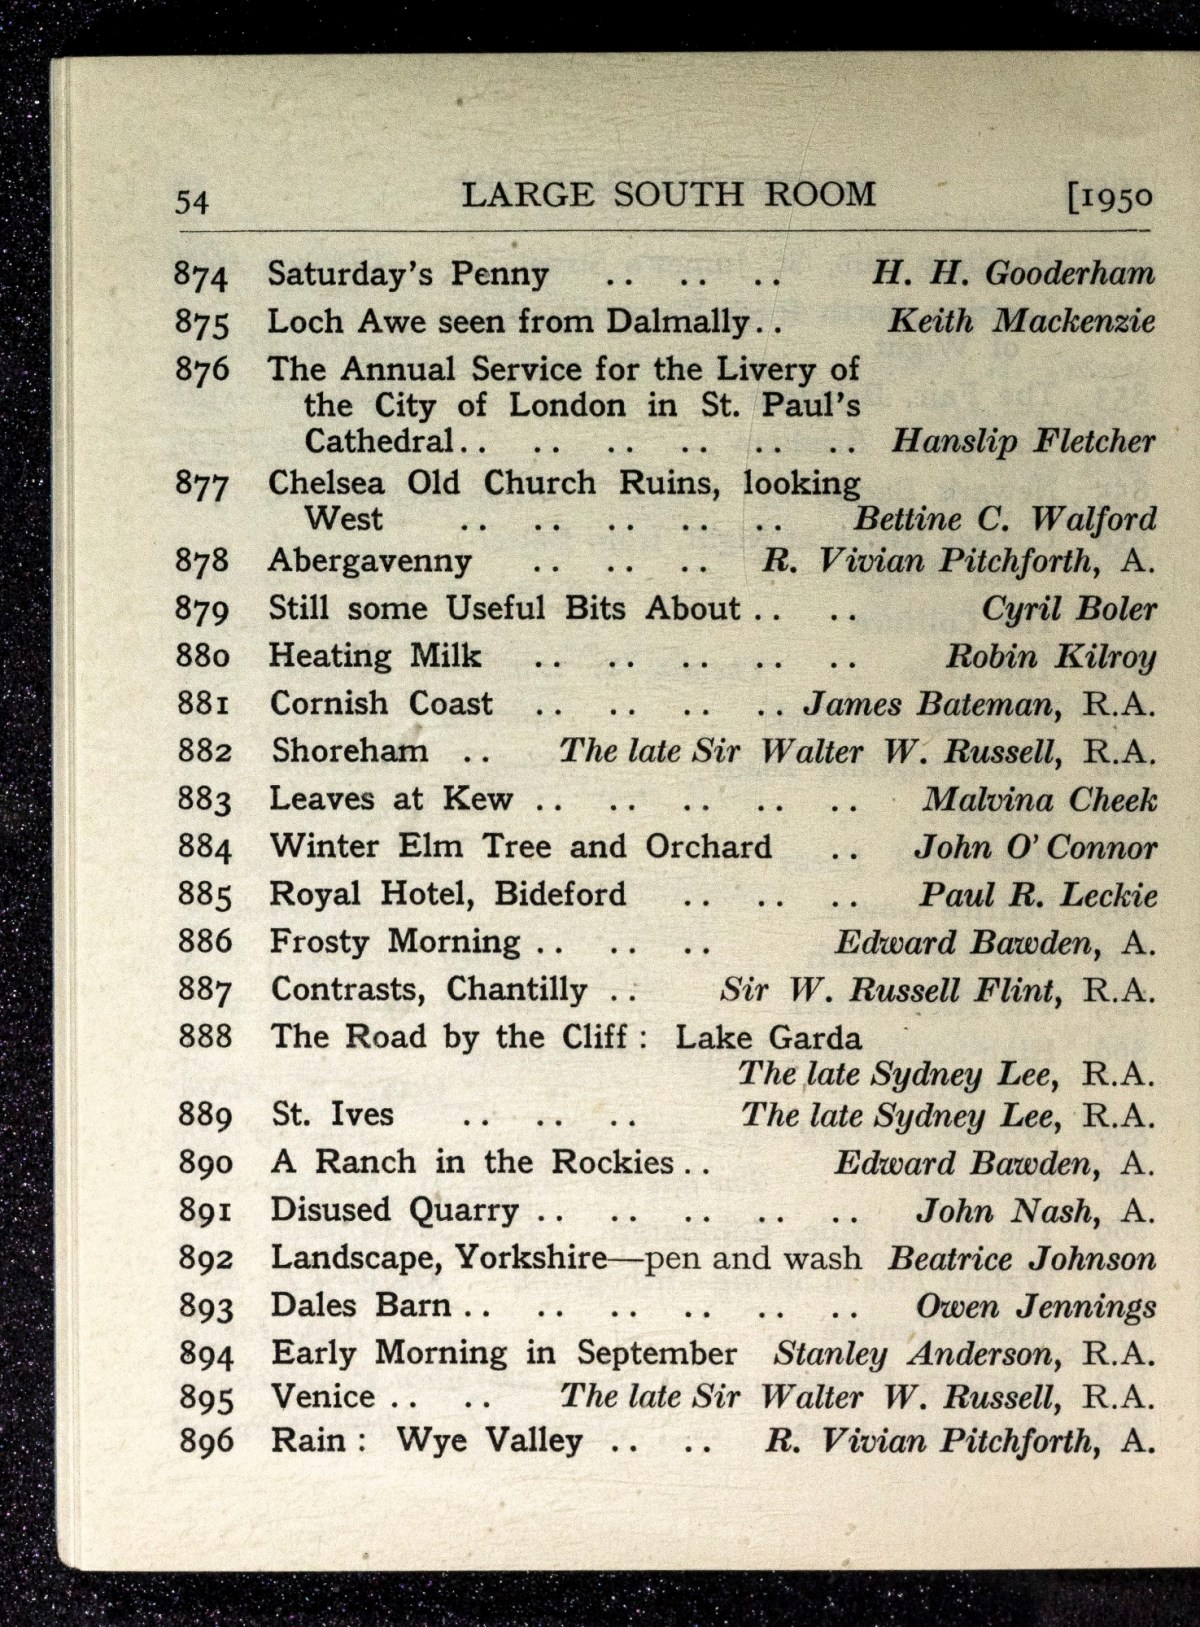 54 LARGE SOUTH ROOM [1950
874 Saturday's Penny .. .. .. H. H. Gooderham
875 Loch Awe seen from Dalmally.. Keith Mackenzie
876 The Annual Service for the Livery of
the City of London in St. Paul's
Cathedral.. .. .. .. .. .. Hanslip Fletcher
877 Chelsea Old Church Ruins, looking
West .. .. .. .. .. Bettine C. Walford
878 Abergavenny .. .. .. R. Vivian Pitchforth, A.
879 Still some Useful Bits About .. .. Cyril Boler
880 Heating Milk .. .. .. .. .. Robin Kilroy
881 Cornish Coast .. .. .. .. James Bateman, R.A.
882 Shoreham .. The late Sir Walter W. Russell, R.A.
883 Leaves at Kew .. .. .. .. .. Malvina Cheek
884 Winter Elm Tree and Orchard .. John O'Connor
885 Royal Hotel, Bideford .. .. .. Paul R. Leckie
886 Frosty Morning .. .. .. Edward Bawden, A.
887 Contrasts, Chantilly .. Sir W. Russell Flint, R.A.
888 The Road by the Cliff : Lake Garda
The late Sydney Lee, R.A.
889 St. Ives .. .. .. The late Sydney Lee, R.A.
890 A Ranch in the Rockies .. Edward Bawden, A.
891 Disused Quarry .. .. .. .. .. John Nash, A.
892 Landscape, Yorkshire—pen and wash Beatrice Johnson
893 Dales Barn .. .. .. .. .. .. Owen Jennings
894 Early Morning in September Stanley Anderson, R.A.
895 Venice .. .. The late Sir Walter W. Russell, R.A.
896 Rain : Wye Valley .. .. R. Vivian Pitchforth, A.